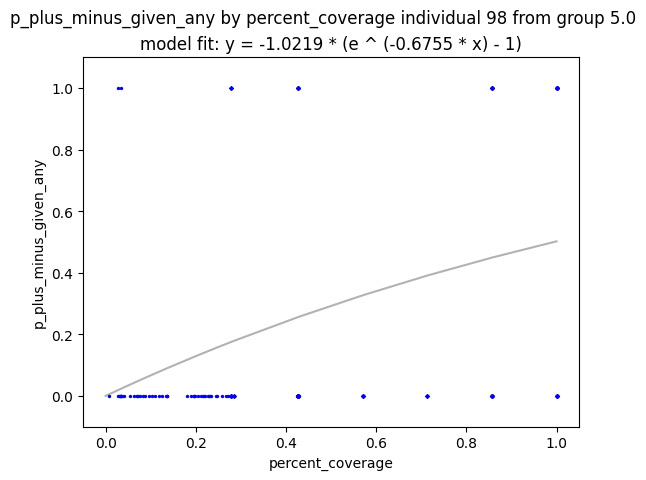 p_plus_minus_given_any by percent_coverage individual 98 from group 5.0
model fit: y = -1.0219 * (e ^ (-0.6755 * x) - 1)
1.0
0.8
0.6
0.4
0.2
0.0
p_plus_minus_given_any
0.0 0.2 0.4 0.6 0.8 1.0
percent_coverage